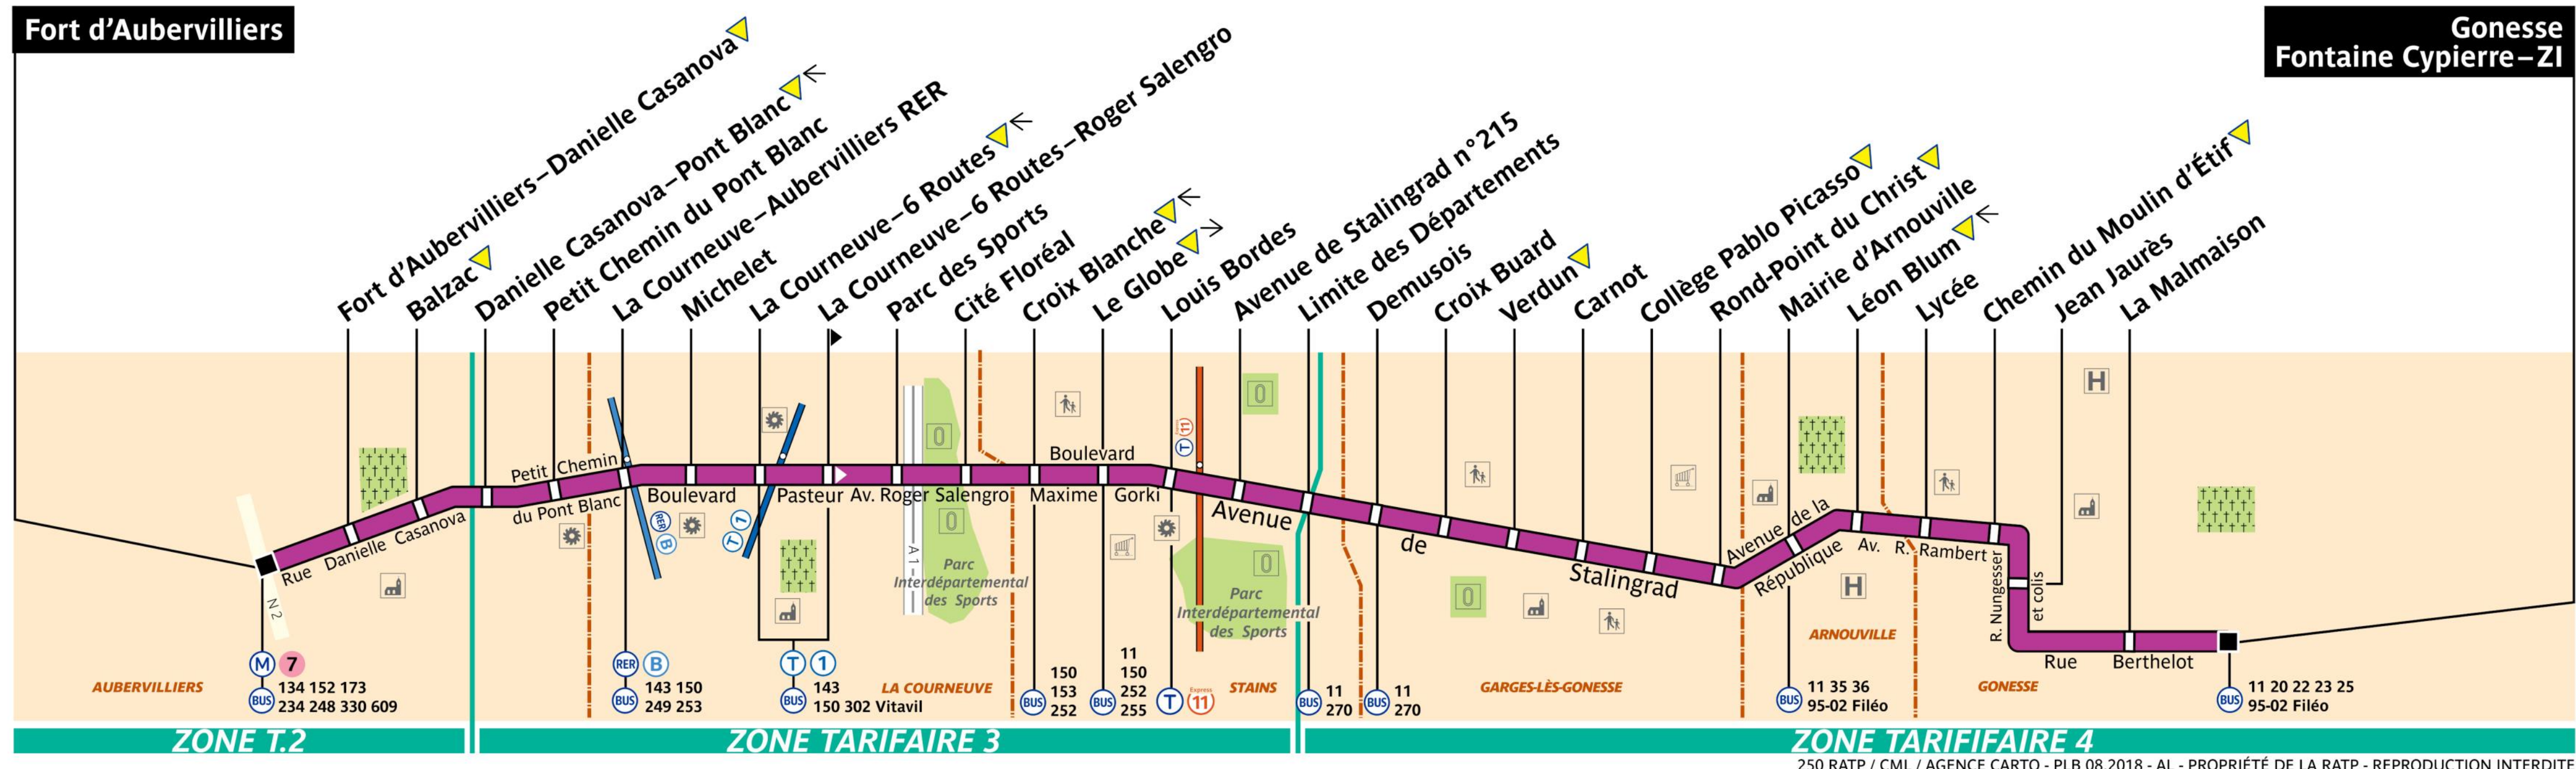 Fort d'Aubervilliers
Gonesse
Fontaine Cypierre–ZI
Fort d'Aubervilliers–Danielle Casanova
Balzac
Danielle Casanova–Pont Blanc
Petit Chemin du Pont Blanc
La Courneuve–Aubervilliers RER
Michelet
La Courneuve–6 Routes
La Courneuve–6 Routes–Roger Salengro
Parc des Sports
Cité Floréal
Croix Blanche
Le Globe
Louis Bordes
Avenue de Stalingrad n°215
Limite des Départements
Demusois
Croix Buard
Verdun
Carnot
Collège Pablo Picasso
Rond-Point du Christ
Mairie d'Arnouville
Léon Blum
Lycée
Chemin du Moulin d'Étif
Jean Jaurès
La Malmaison
N 2
Rue Danielle Casanova
Petit Chemin
du Pont Blanc
RER B
T 1
Boulevard Pasteur
Av. Roger Salengro
A 1
Parc
Interdépartemental
des Sports
Boulevard
Maxime Gorki
T Express 11
Parc
Interdépartemental
des Sports
Avenue
de
Stalingrad
Avenue de la
République
Av. R. Rambert
R. Nungesser
et colis
Rue Berthelot
H
H
0
0
0
0
0
M 7
BUS 134 152 173
234 248 330 609
RER B
BUS 143 150
249 253
T 1
BUS 143
150 302 Vitavil
BUS 150
153
252
BUS 11
150
252
255
T Express 11
BUS 11
270
BUS 11
270
BUS 11 35 36
95-02 Filéo
BUS 11 20 22 23 25
95-02 Filéo
AUBERVILLIERS
LA COURNEUVE
STAINS
GARGES-LÈS-GONESSE
ARNOUVILLE
GONESSE
ZONE T.2
ZONE TARIFAIRE 3
ZONE TARIFIFAIRE 4
250 RATP / CML / AGENCE CARTO - PLB 08.2018 - AL - PROPRIÉTÉ DE LA RATP - REPRODUCTION INTERDITE